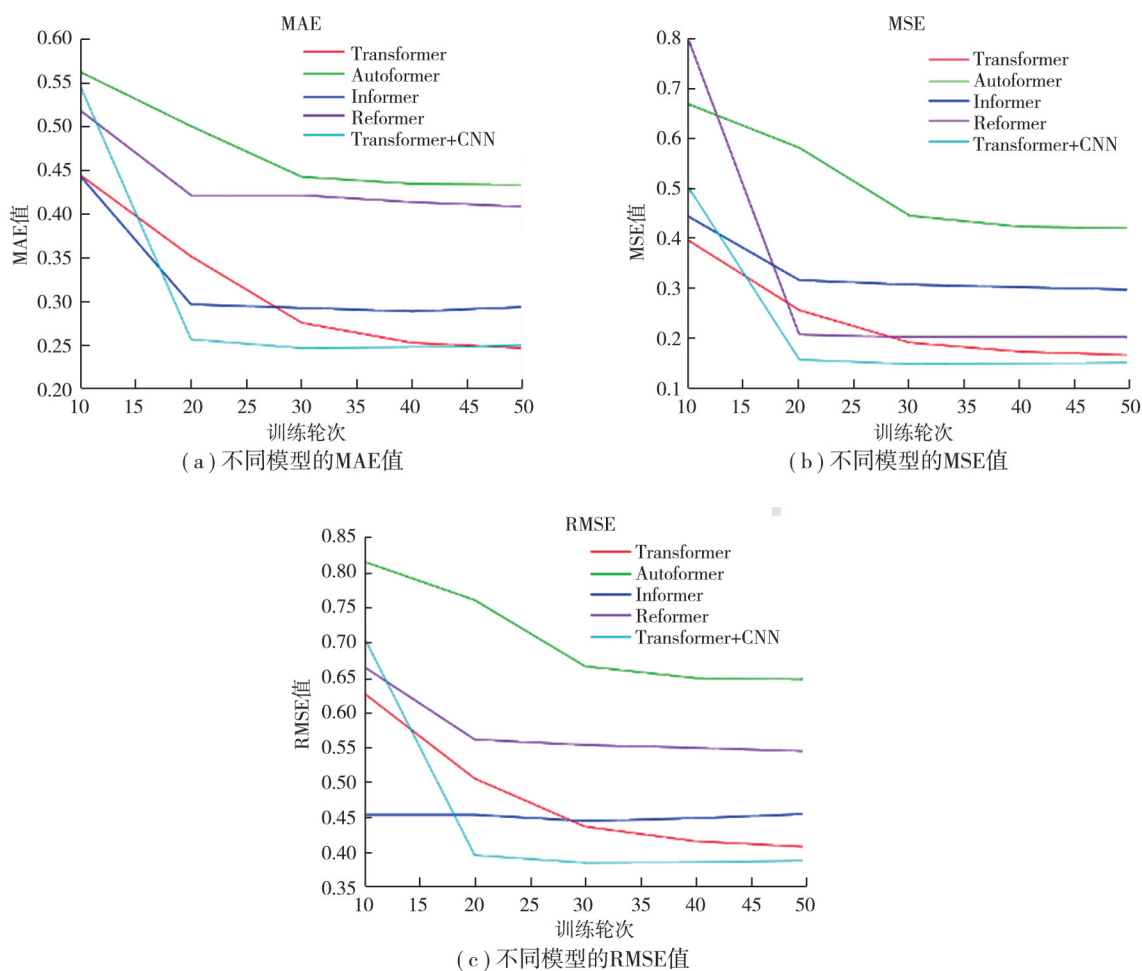 MAE
0.60
0.55
0.50
0.45
0.40
0.35
0.30
0.25
0.20
MAE值
Transformer
Autoformer
Informer
Reformer
Transformer+CNN
10 15 20 25 30 35 40 45 50
训练轮次
(a)不同模型的MAE值
MSE
0.8
0.7
0.6
0.5
0.4
0.3
0.2
0.1
MSE值
Transformer
Autoformer
Informer
Reformer
Transformer+CNN
10 15 20 25 30 35 40 45 50
训练轮次
(b)不同模型的MSE值
RMSE
0.85
0.80
0.70
0.65
0.60
0.55
0.50
0.45
0.40
0.35
RMSE值
Transformer
Autoformer
Informer
Reformer
Transformer+CNN
10 15 20 25 30 35 40 45 50
训练轮次
(c)不同模型的RMSE值